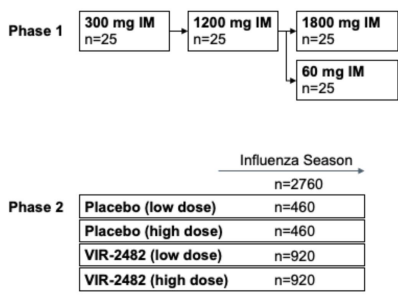 Phase 1
300 mg IM
n=25
1200 mg IM
n=25
1800 mg IM
n=25
60 mg IM
n=25
Influenza Season
n=2760
Phase 2
Placebo (low dose) n=460
Placebo (high dose) n=460
VIR-2482 (low dose) n=920
VIR-2482 (high dose) n=920